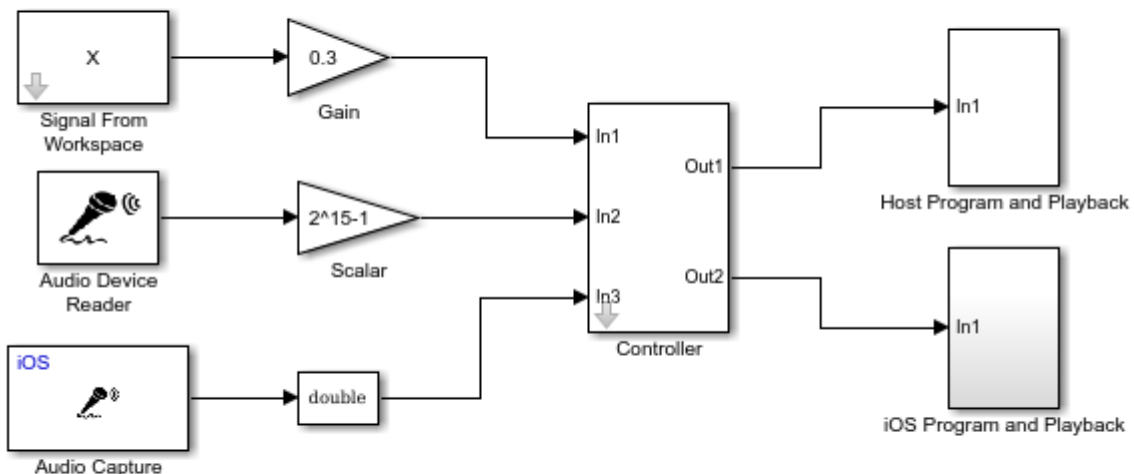 X
Signal From
Workspace
0.3
Gain
Audio Device
Reader
2^15-1
Scalar
iOS
Audio Capture
double
In1
In2
In3
Out1
Out2
Controller
In1
Host Program and Playback
In1
iOS Program and Playback